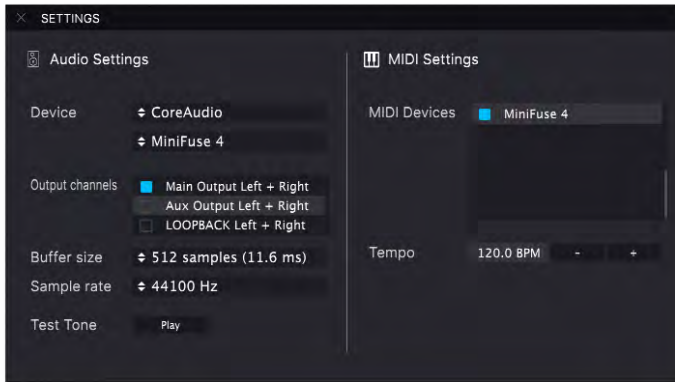 SETTINGS
Audio Settings
Device
CoreAudio
MiniFuse 4
Output channels
Main Output Left + Right
Aux Output Left + Right
LOOPBACK Left + Right
Buffer size
512 samples (11.6 ms)
Sample rate
44100 Hz
Test Tone
Play
MIDI Settings
MIDI Devices
MiniFuse 4
Tempo
120.0 BPM
-
+